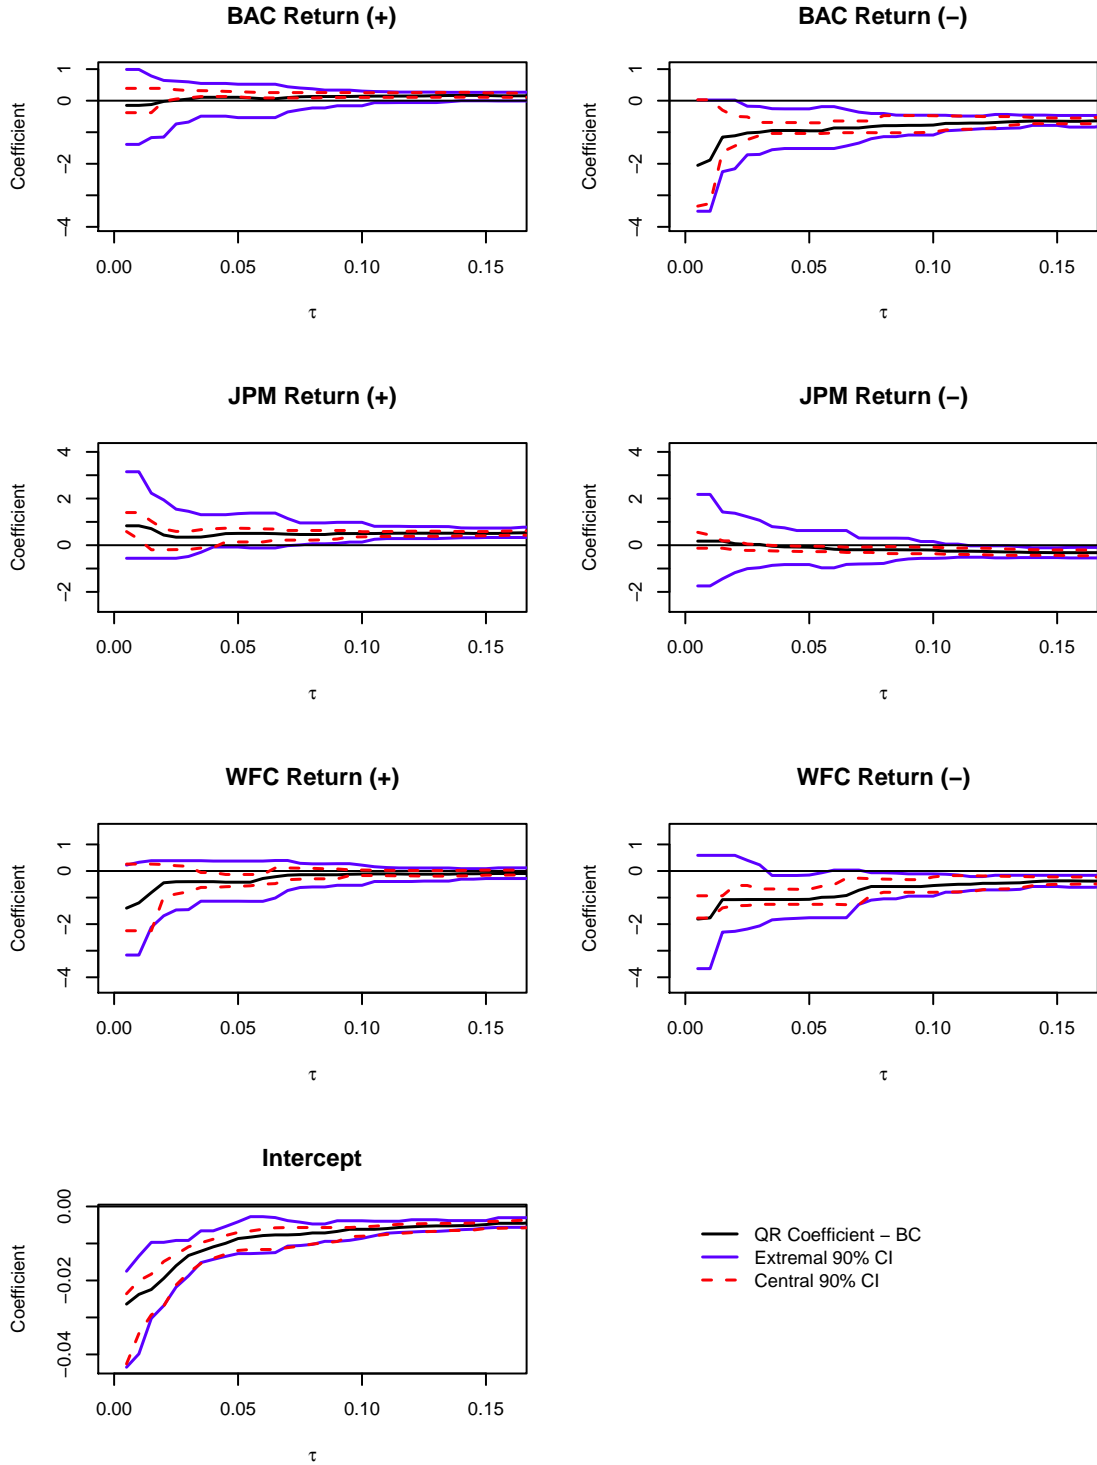 BAC Return (+)
Coefficient
1
0
−2
−4
0.00 0.05 0.10 0.15
τ
BAC Return (−)
Coefficient
1
0
−2
−4
0.00 0.05 0.10 0.15
τ
JPM Return (+)
Coefficient
4
2
0
−2
0.00 0.05 0.10 0.15
τ
JPM Return (−)
Coefficient
4
2
0
−2
0.00 0.05 0.10 0.15
τ
WFC Return (+)
Coefficient
1
0
−2
−4
0.00 0.05 0.10 0.15
τ
WFC Return (−)
Coefficient
1
0
−2
−4
0.00 0.05 0.10 0.15
τ
Intercept
Coefficient
0.00
−0.02
−0.04
0.00 0.05 0.10 0.15
τ
QR Coefficient − BC
Extremal 90% CI
Central 90% CI